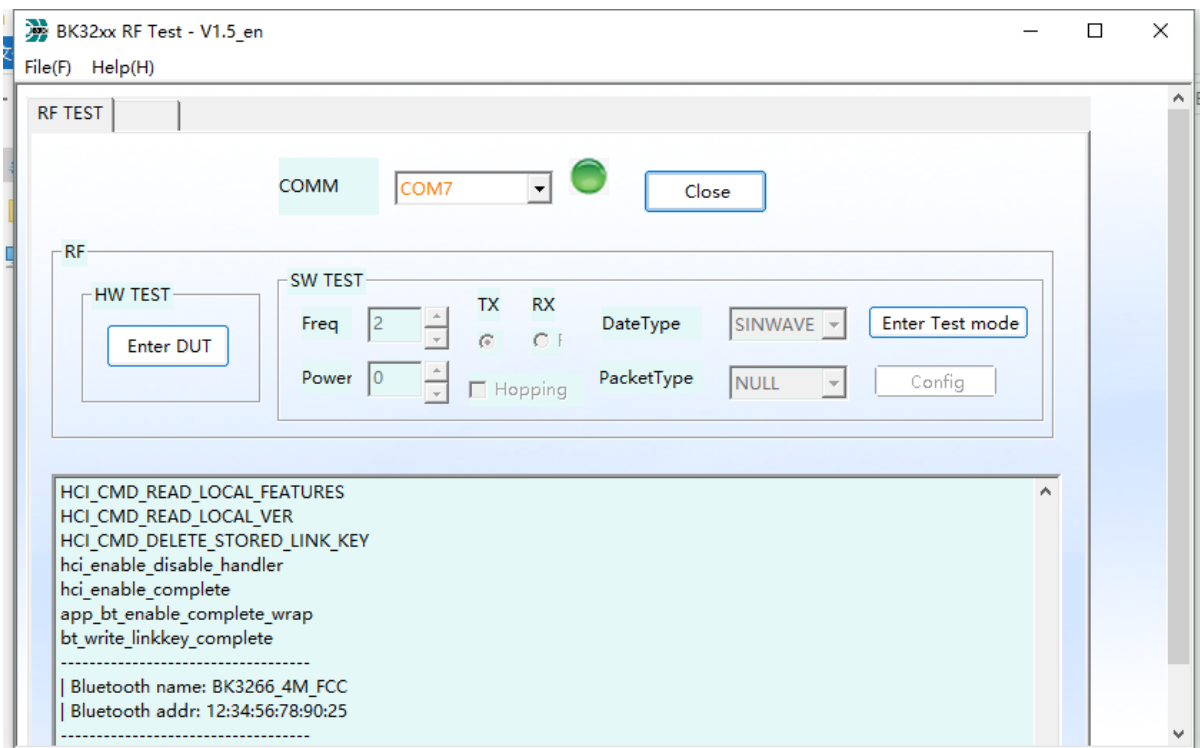 BK32xx RF Test - V1.5_en
File(F) Help(H)
RF TEST
COMM COM7 Close
RF
HW TEST
Enter DUT
SW TEST
Freq 2 TX RX DateType SINWAVE Enter Test mode
Power 0 Hopping PacketType NULL Config
HCI_CMD_READ_LOCAL_FEATURES
HCI_CMD_READ_LOCAL_VER
HCI_CMD_DELETE_STORED_LINK_KEY
hci_enable_disable_handler
hci_enable_complete
app_bt_enable_complete_wrap
bt_write_linkkey_complete
-----------------------------------
| Bluetooth name: BK3266_4M_FCC
| Bluetooth addr: 12:34:56:78:90:25
-----------------------------------